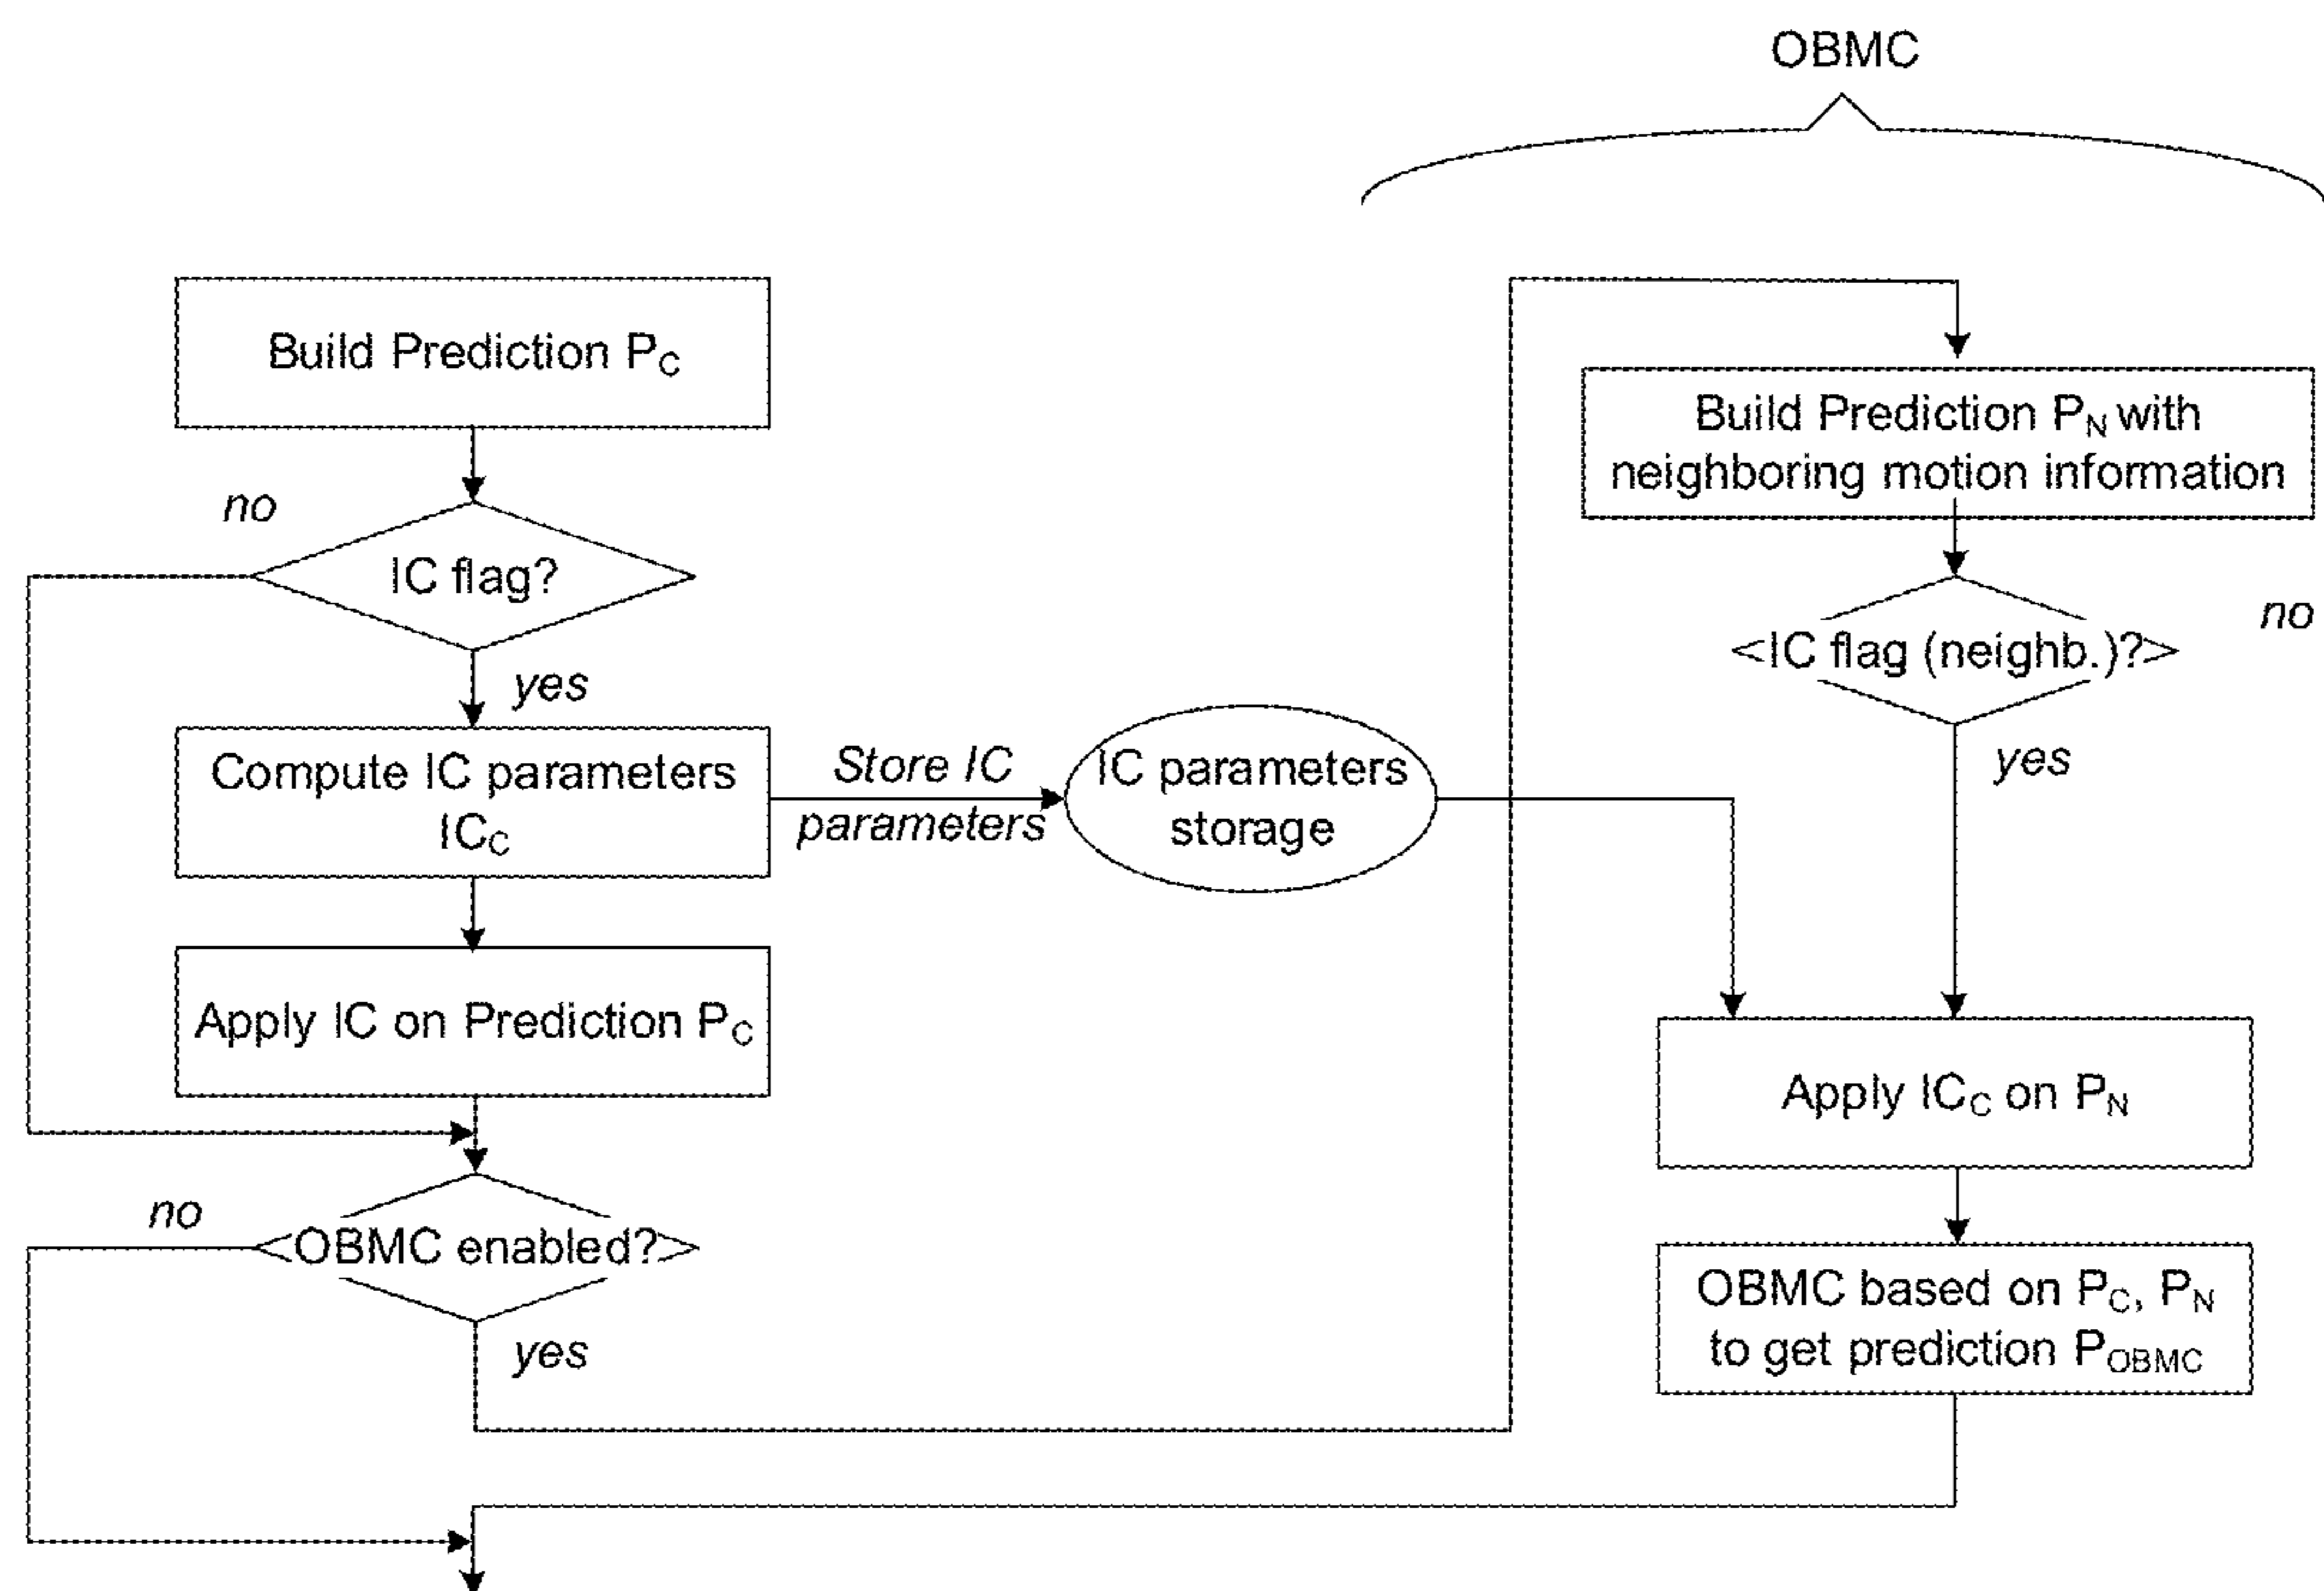 OBMC
Build Prediction P_C
no
IC flag?
yes
Compute IC parameters
IC_C
Store IC
parameters
IC parameters
storage
Apply IC on Prediction P_C
no
OBMC enabled?
yes
Build Prediction P_N with
neighboring motion information
no
IC flag (neighb.)?
yes
Apply IC_C on P_N
OBMC based on P_C, P_N
to get prediction P_OBMC